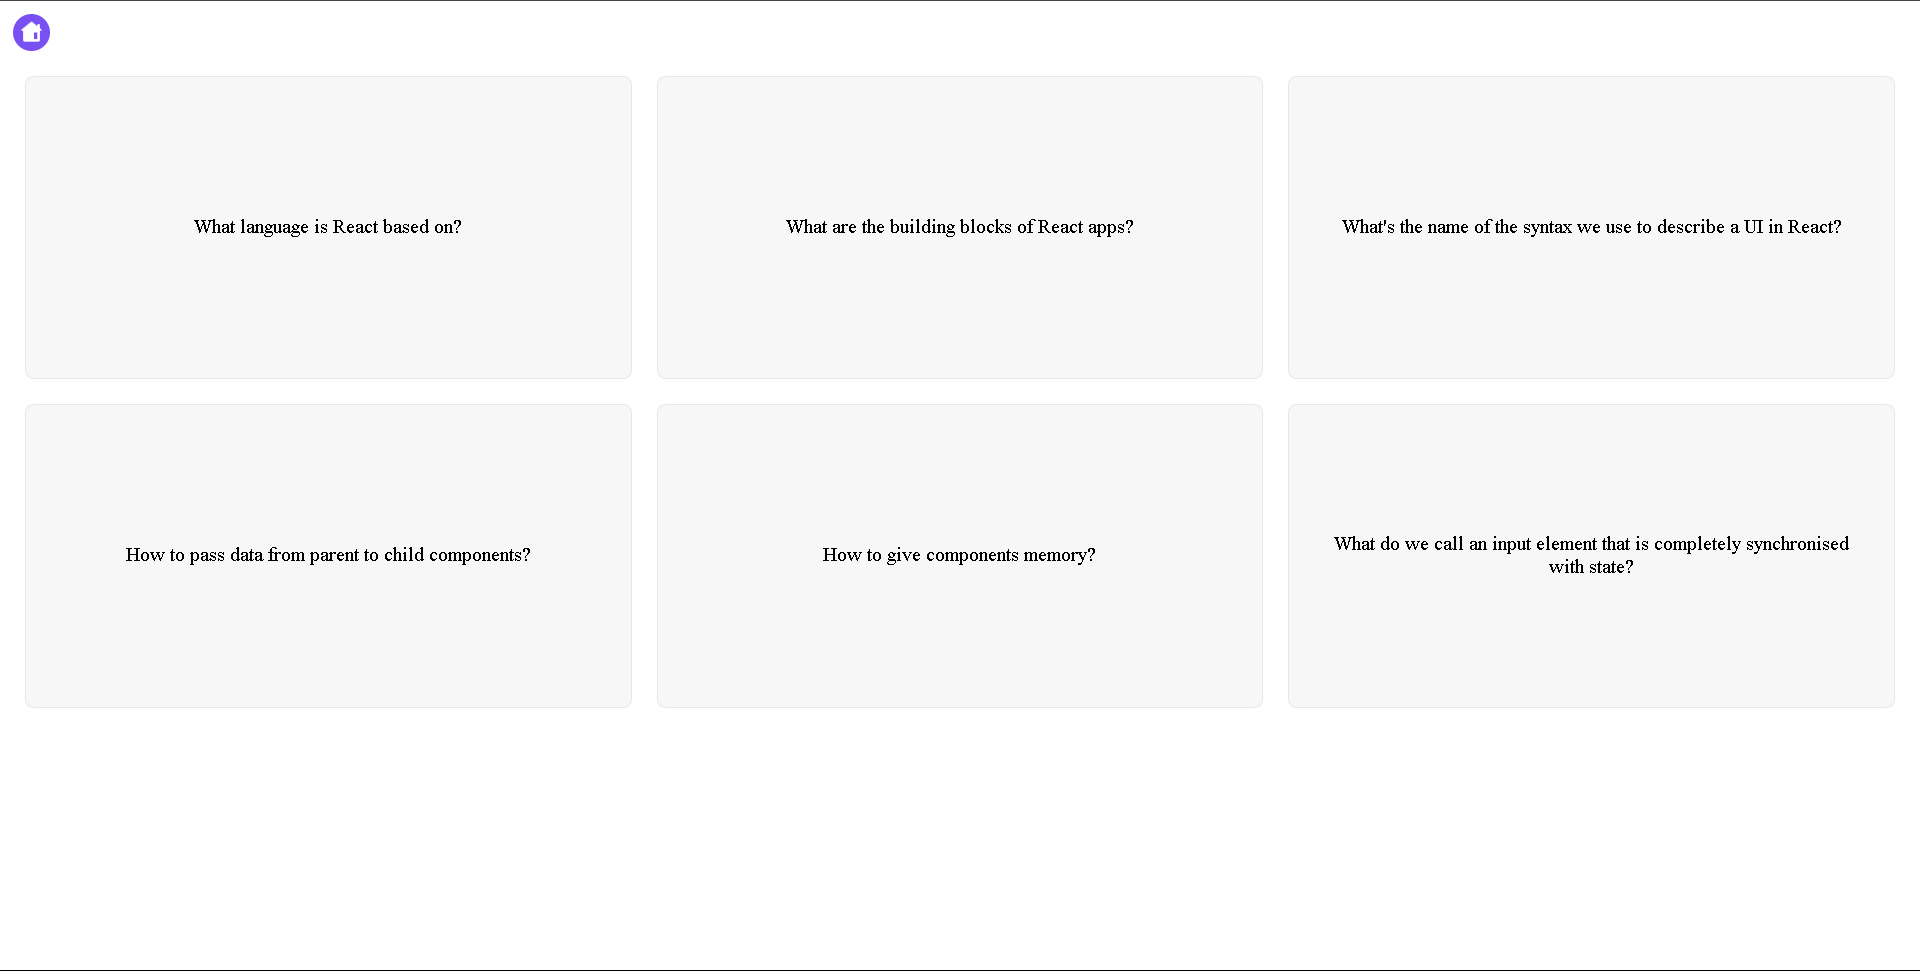 What language is React based on?
What are the building blocks of React apps?
What's the name of the syntax we use to describe a UI in React?
How to pass data from parent to child components?
How to give components memory?
What do we call an input element that is completely synchronised
with state?